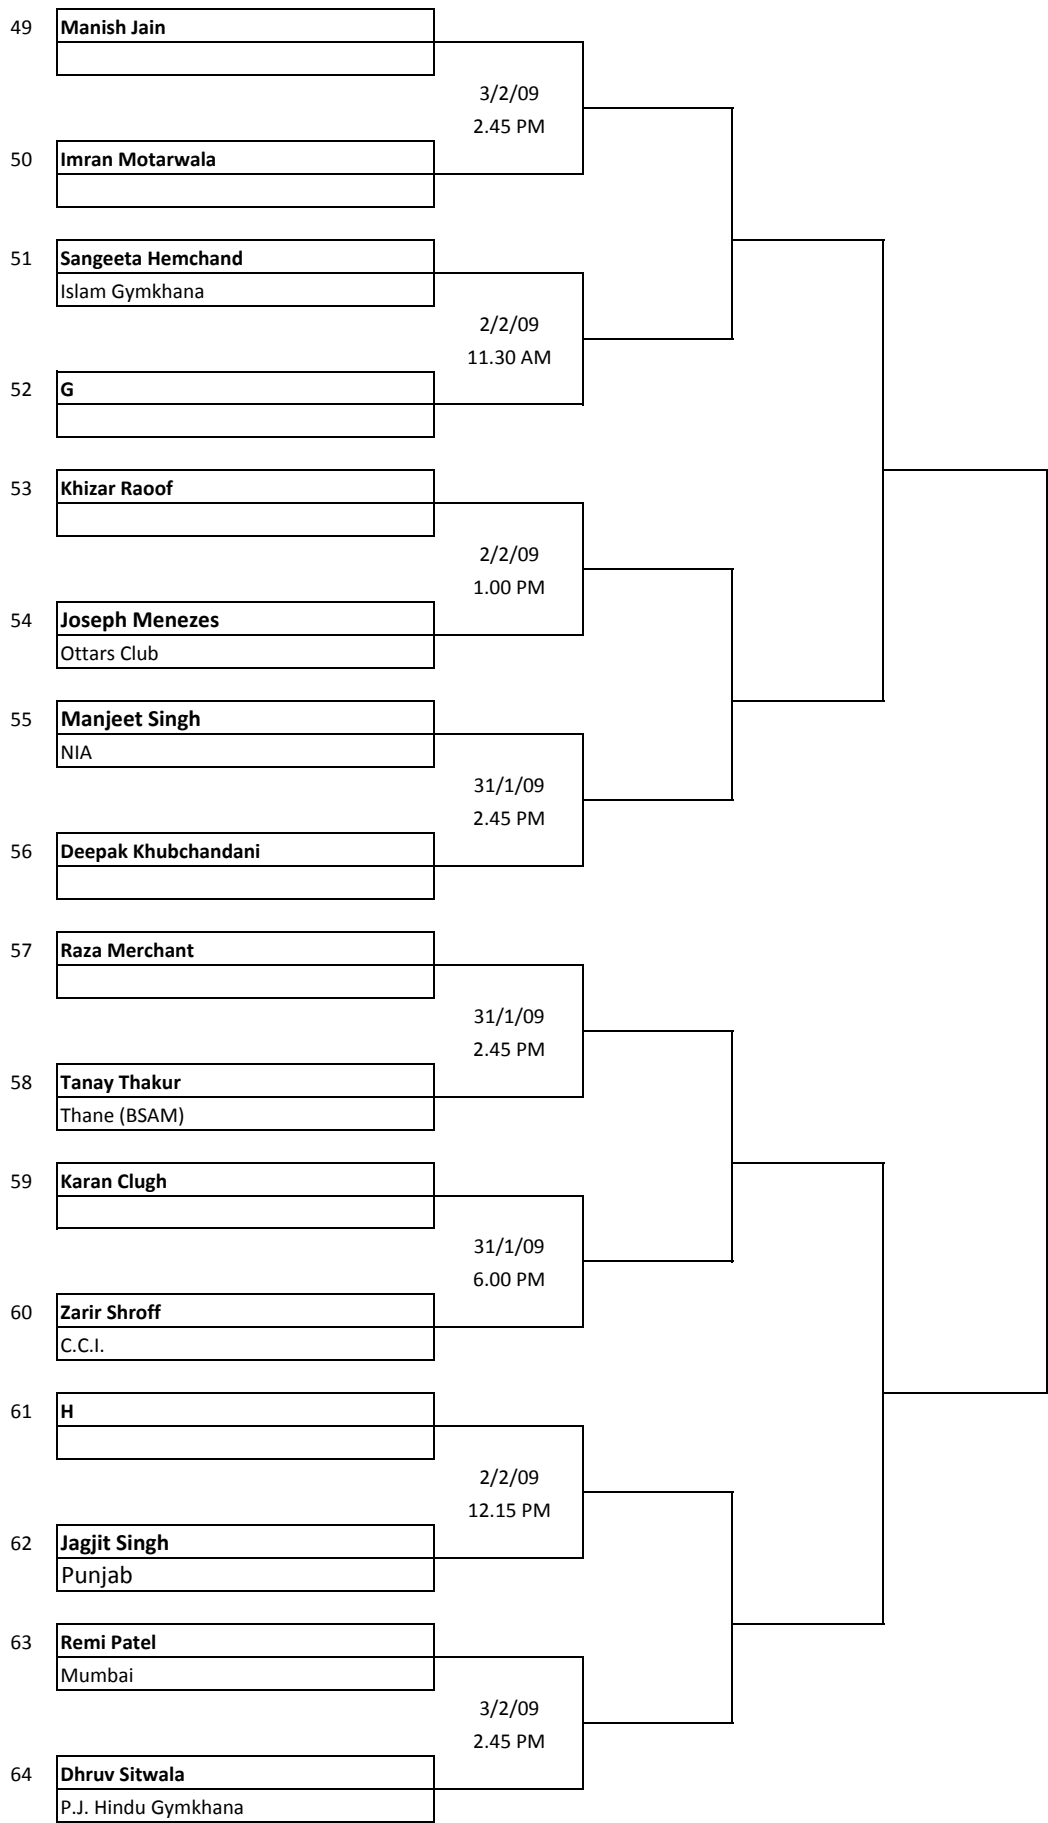 49 Manish Jain
3/2/09
2.45 PM
50 Imran Motarwala
51 Sangeeta Hemchand
Islam Gymkhana
2/2/09
11.30 AM
52 G
53 Khizar Raoof
2/2/09
1.00 PM
54 Joseph Menezes
Ottars Club
55 Manjeet Singh
NIA
31/1/09
2.45 PM
56 Deepak Khubchandani
57 Raza Merchant
31/1/09
2.45 PM
58 Tanay Thakur
Thane (BSAM)
59 Karan Clugh
31/1/09
6.00 PM
60 Zarir Shroff
C.C.I.
61 H
2/2/09
12.15 PM
62 Jagjit Singh
Punjab
63 Remi Patel
Mumbai
3/2/09
2.45 PM
64 Dhruv Sitwala
P.J. Hindu Gymkhana